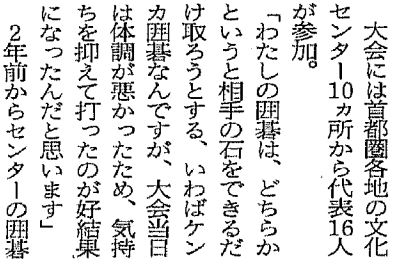 大会には首都圏各地の文化
センター10ヵ所から代表16人
が参加。
「わたしの囲碁は、どちらか
というと相手の石をできるだ
け取ろうとする、いわばケン
カ囲碁なんですが、大会当日
は体調が悪かったため、気持
ちを抑えて打ったのが好結果
になったんだと思います」
2年前からセンターの囲碁